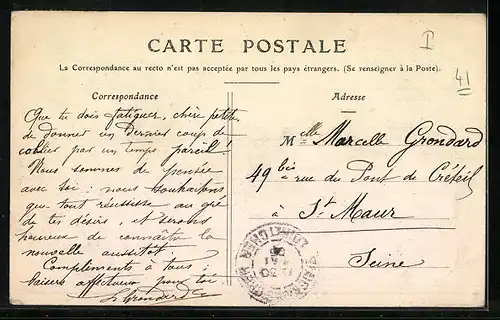 CARTE POSTALE
La Correspondance au recto n'est pas acceptée par tous les pays étrangers. (Se renseigner à la Poste).
Correspondance
Que tu dois fatiguer, chère petite,
de donner un dernier coup de
collier par un temps pareil!
Nous sommes de pensée
avec toi: nous souhaitons
que tout réussisse au gré
de tes désirs, et serons
heureux de connaître la
nouvelle aussitôt.
Compliments à tous,
baisers affectueux pour toi
L Grondard
Adresse
Melle Marcelle Grondard
49 bis rue du Pont de Créteil
à St Maur
Seine
41